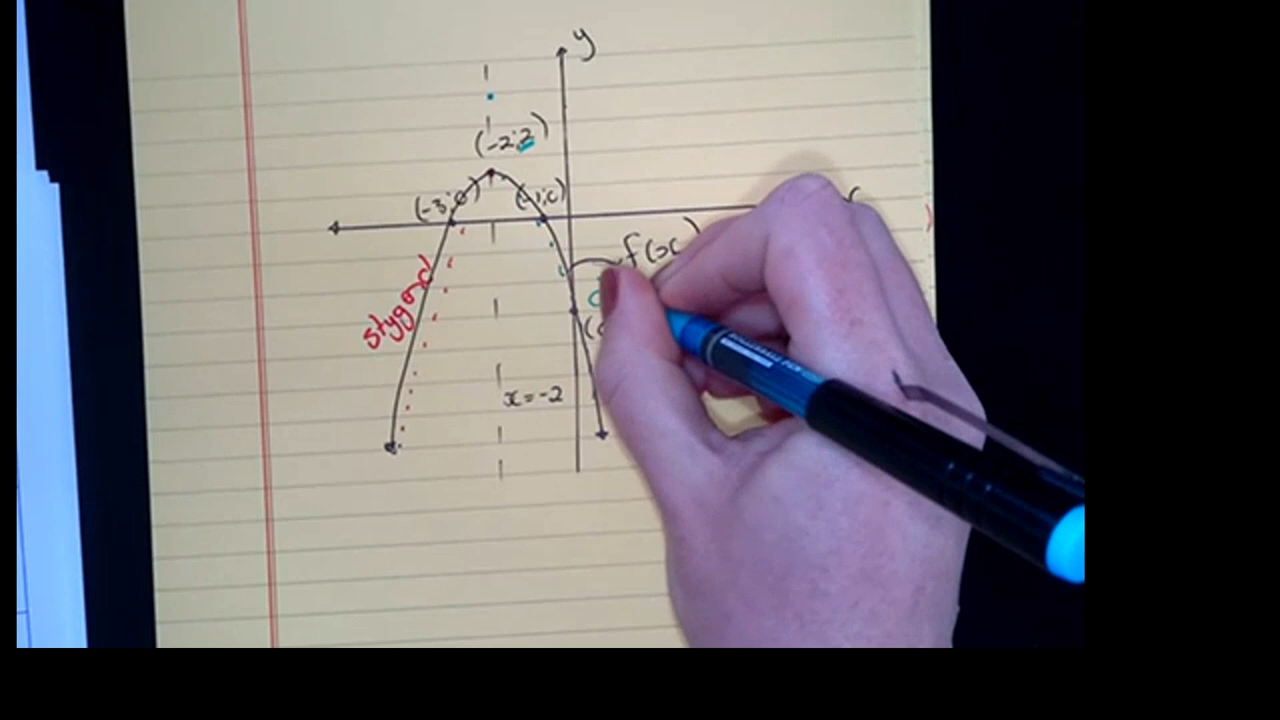 y
(-2;2)
(-3;0) (-1;0)
f(x)
stygend
x=-2